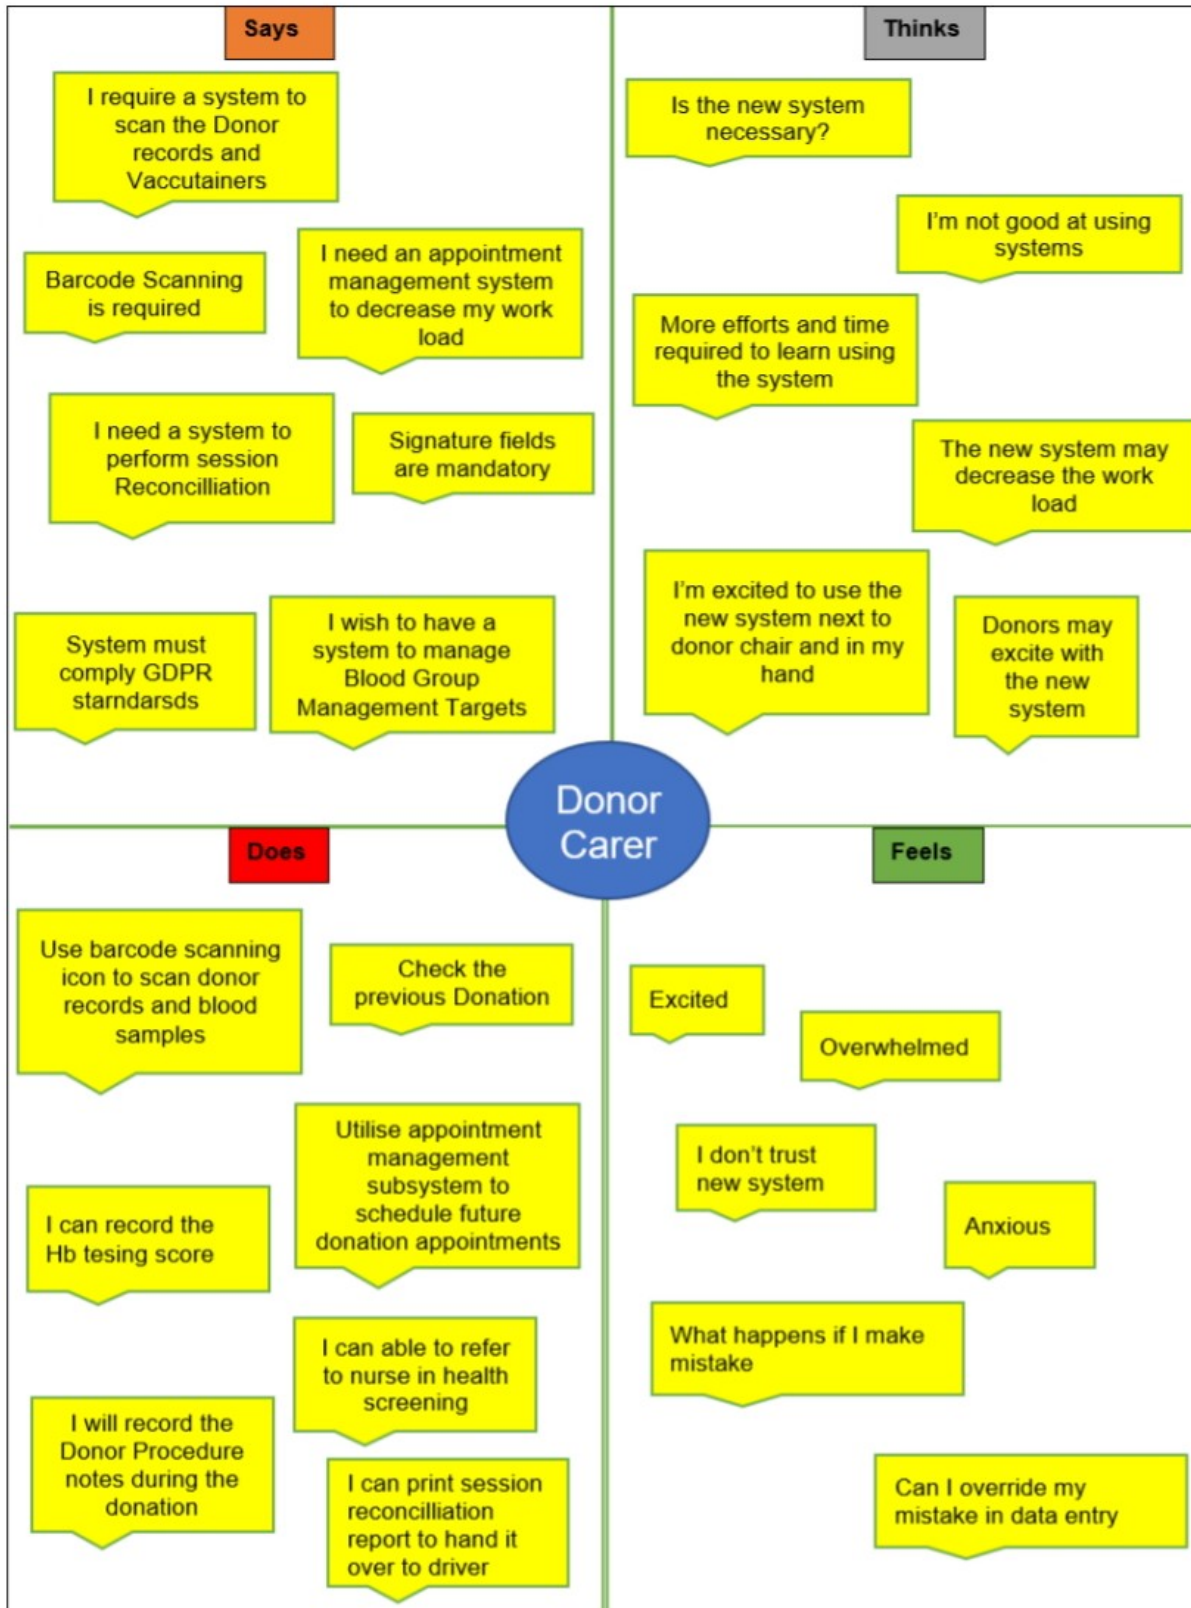 Says
I require a system to
scan the Donor
records and
Vaccutainers
Barcode Scanning
is required
I need an appointment
management system
to decrease my work
load
I need a system to
perform session
Reconcilliation
Signature fields
are mandatory
System must
comply GDPR
starndarsds
I wish to have a
system to manage
Blood Group
Management Targets
Thinks
Is the new system
necessary?
I'm not good at using
systems
More efforts and time
required to learn using
the system
The new system may
decrease the work
load
I'm excited to use the
new system next to
donor chair and in my
hand
Donors may
excite with
the new
system
Donor
Carer
Does
Use barcode scanning
icon to scan donor
records and blood
samples
Check the
previous Donation
Utilise appointment
management
subsystem to
schedule future
donation appointments
I can record the
Hb tesing score
I can able to refer
to nurse in health
screening
I will record the
Donor Procedure
notes during the
donation
I can print session
reconcilliation
report to hand it
over to driver
Feels
Excited
Overwhelmed
I don't trust
new system
Anxious
What happens if I make
mistake
Can I override my
mistake in data entry